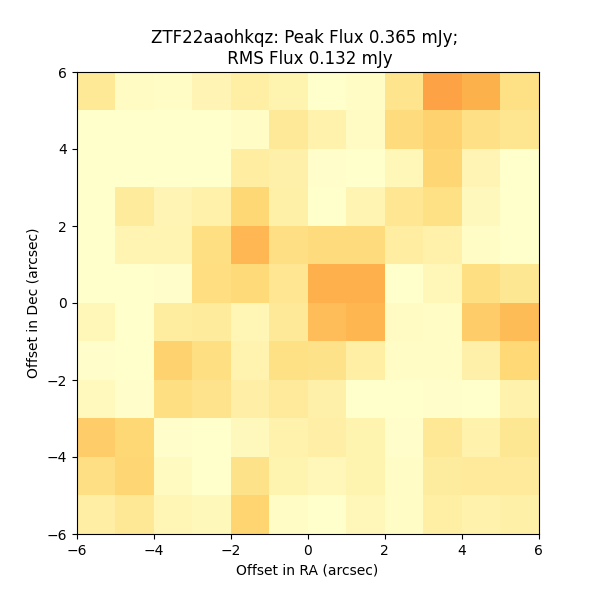 ZTF22aaohkqz: Peak Flux 0.365 mJy;
RMS Flux 0.132 mJy
6
4
2
0
−2
−4
−6
Offset in Dec (arcsec)
−6 −4 −2 0 2 4 6
Offset in RA (arcsec)